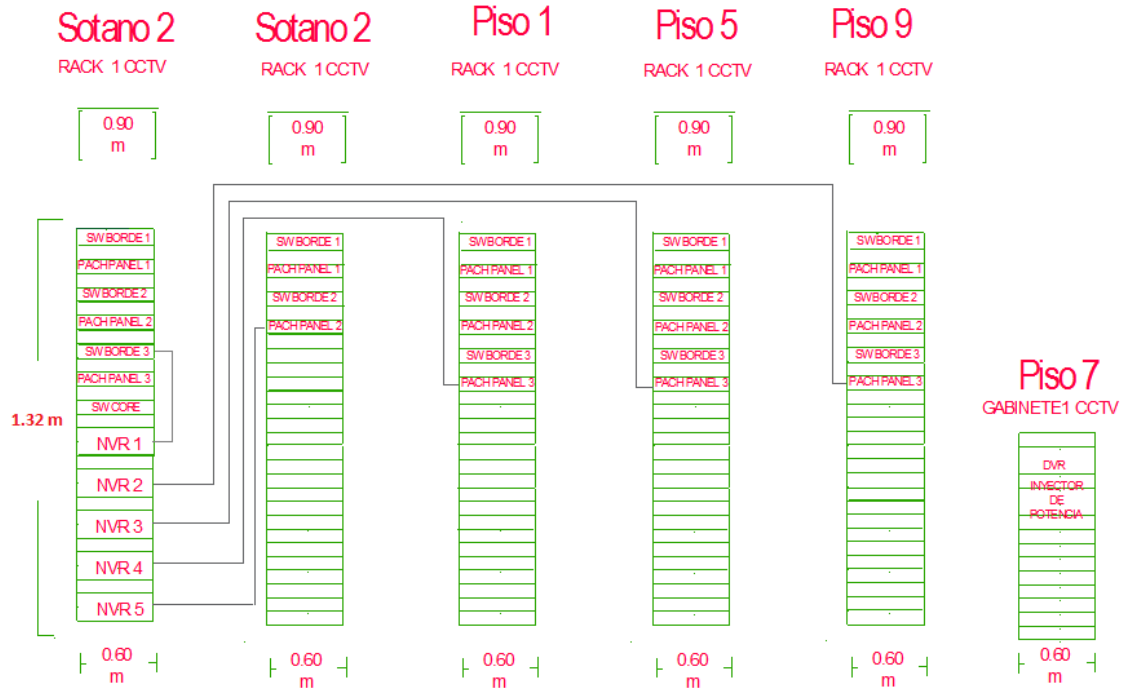 Sotano 2
RACK 1 CCTV
0.90
m
1.32 m
SW BORDE 1
PACH PANEL 1
SW BORDE 2
PACH PANEL 2
SW BORDE 3
PACH PANEL 3
SW CORE
NVR 1
NVR 2
NVR 3
NVR 4
NVR 5
0.60
m
Sotano 2
RACK 1 CCTV
0.90
m
SW BORDE 1
PACH PANEL 1
SW BORDE 2
PACH PANEL 2
0.60
m
Piso 1
RACK 1 CCTV
0.90
m
SW BORDE 1
PACH PANEL 1
SW BORDE 2
PACH PANEL 2
SW BORDE 3
PACH PANEL 3
0.60
m
Piso 5
RACK 1 CCTV
0.90
m
SW BORDE 1
PACH PANEL 1
SW BORDE 2
PACH PANEL 2
SW BORDE 3
PACH PANEL 3
0.60
m
Piso 9
RACK 1 CCTV
0.90
m
SW BORDE 1
PACH PANEL 1
SW BORDE 2
PACH PANEL 2
SW BORDE 3
PACH PANEL 3
0.60
m
Piso 7
GABINETE1 CCTV
DVR
INYECTOR
DE
POTENCIA
0.60
m